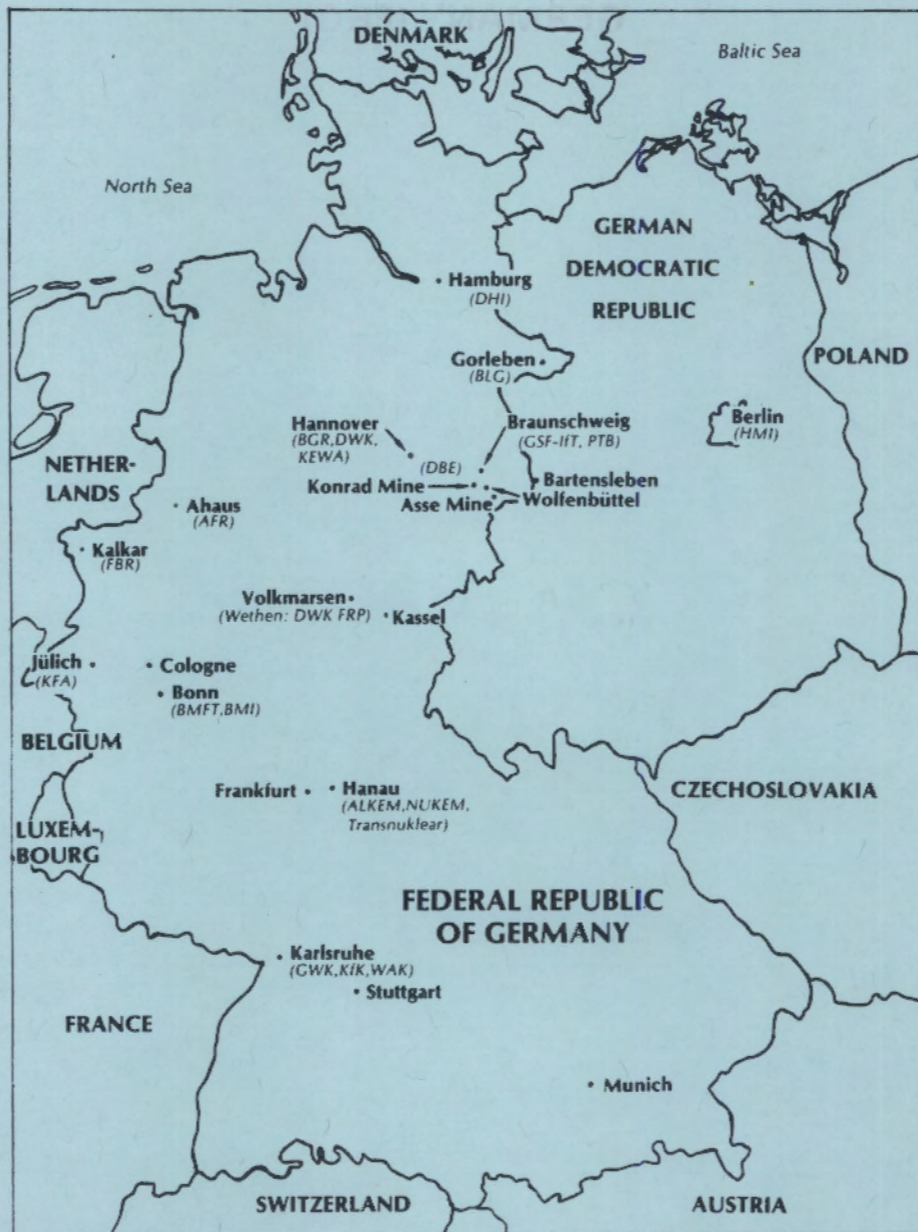 DENMARK
Baltic Sea
North Sea
GERMAN
DEMOCRATIC
REPUBLIC
Hamburg
(DHI)
POLAND
Gorleben
(BLG)
Hannover
(BGR,DWK,
KEWA)
Braunschweig
(GSF-IfT, PTB)
Berlin
(HMI)
(DBE)
NETHER-
LANDS
Konrad Mine
Bartensleben
Asse Mine
Wolfenbüttel
Ahaus
(AFR)
Kalkar
(FBR)
Volkmarsen
(Wethen: DWK FRP)
Kassel
Jülich
(KFA)
Cologne
Bonn
(BMFT,BMI)
BELGIUM
Frankfurt
Hanau
(ALKEM,NUKEM,
Transnuklear)
CZECHOSLOVAKIA
LUXEM-
BOURG
FEDERAL REPUBLIC
OF GERMANY
Karlsruhe
(GWK,KfK,WAK)
Stuttgart
FRANCE
Munich
SWITZERLAND
AUSTRIA